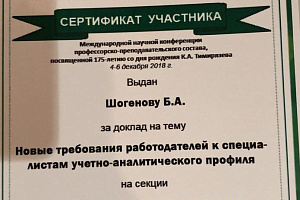 СЕРТИФИКАТ УЧАСТНИКА
Международной научной конференции
профессорско-преподавательского состава,
посвященной 175-летию со дня рождения К.А. Тимирязева
4-6 декабря 2018 г.
Выдан
Шогенову Б.А.
за доклад на тему
Новые требования работодателей к специа-
листам учетно-аналитического профиля
на секции